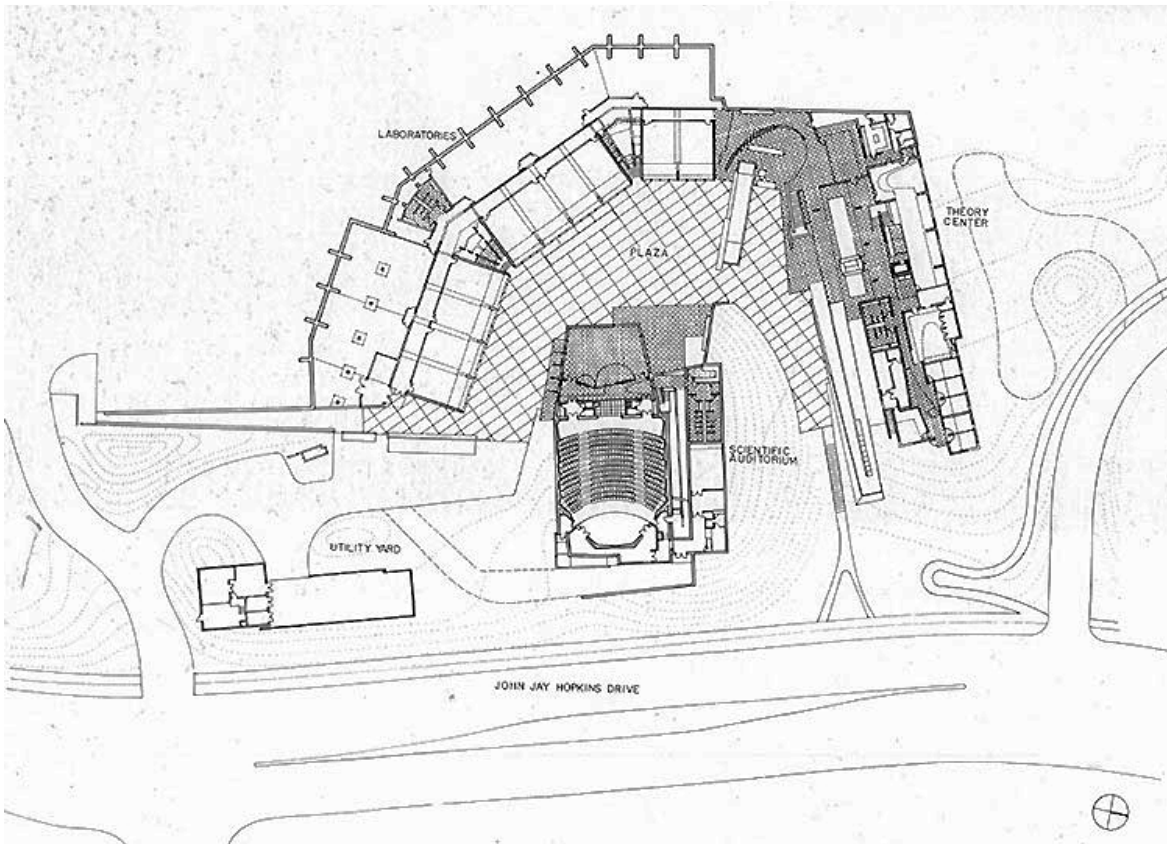 LABORATORIES
THEORY
CENTER
PLAZA
SCIENTIFIC
AUDITORIUM
UTILITY YARD
JOHN JAY HOPKINS DRIVE